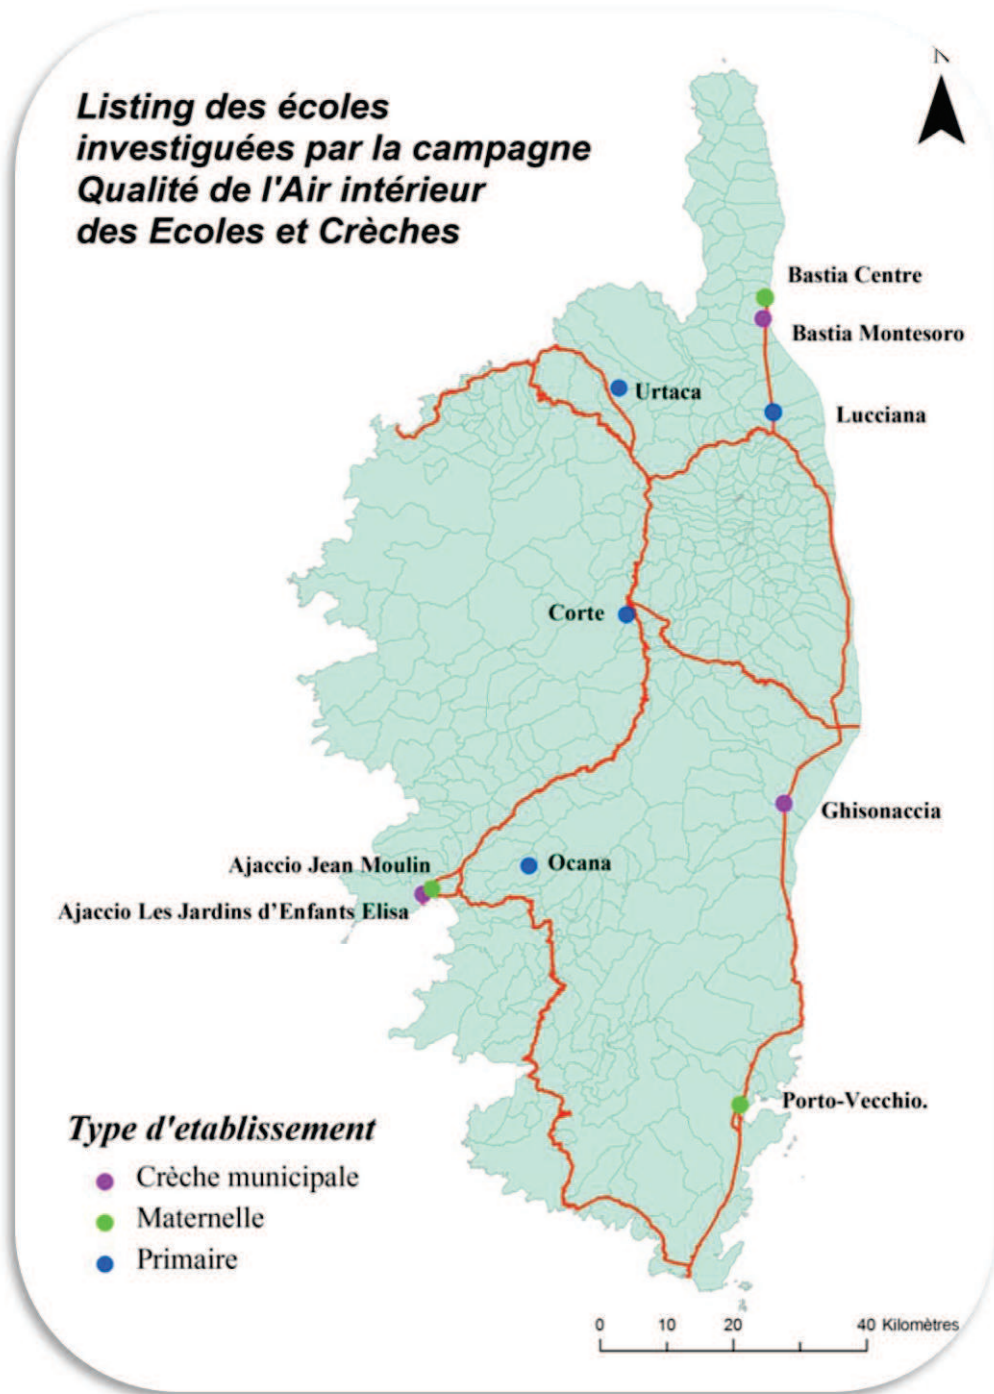 N
Listing des écoles
investiguées par la campagne
Qualité de l'Air intérieur
des Ecoles et Crèches
Bastia Centre
Bastia Montesoro
Urtaca
Lucciana
Corte
Ghisonaccia
Ajaccio Jean Moulin
Ocana
Ajaccio Les Jardins d'Enfants Elisa
Porto-Vecchio.
Type d'etablissement
Crèche municipale
Maternelle
Primaire
0 10 20 40 Kilomètres